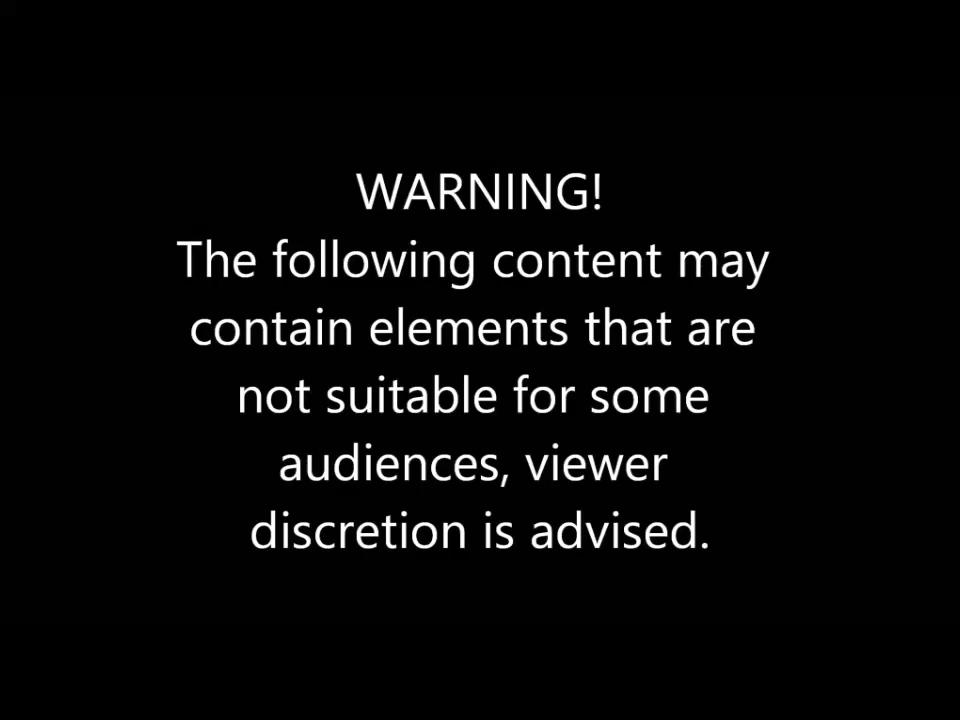 WARNING!
The following content may
contain elements that are
not suitable for some
audiences, viewer
discretion is advised.